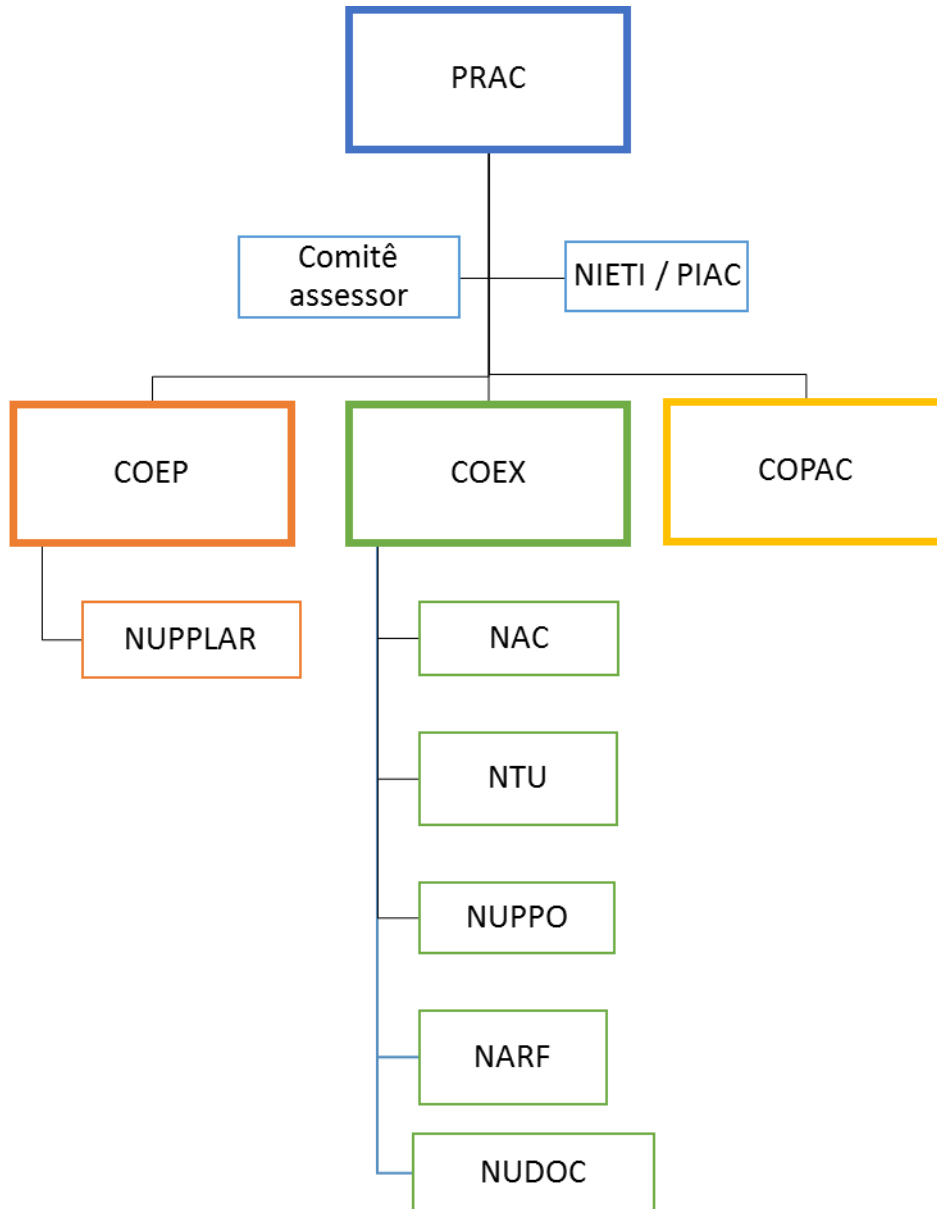 PRAC
Comitê
assessor
NIETI / PIAC
COEP
COEX
COPAC
NUPPLAR
NAC
NTU
NUPPO
NARF
NUDOC